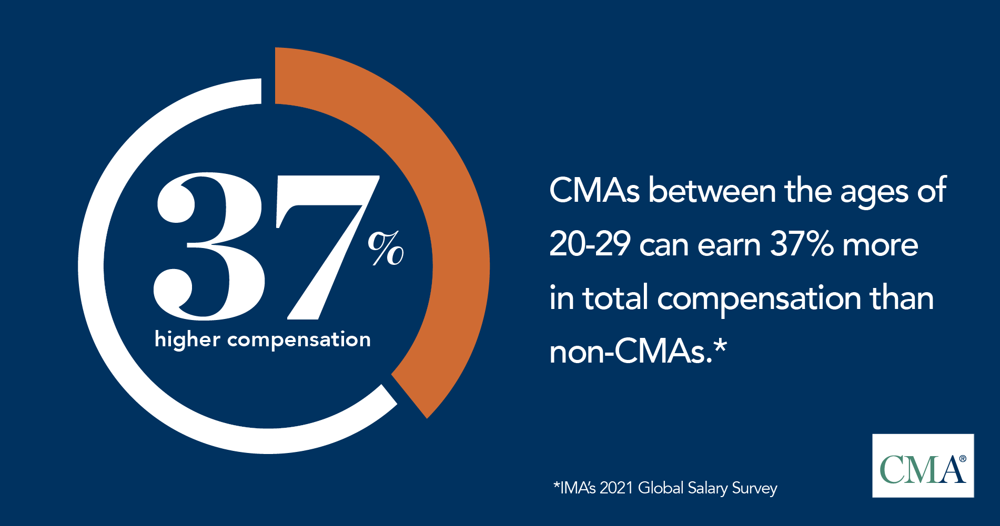 37%
higher compensation
CMAs between the ages of
20-29 can earn 37% more
in total compensation than
non-CMAs.*
*IMA's 2021 Global Salary Survey
CMA®